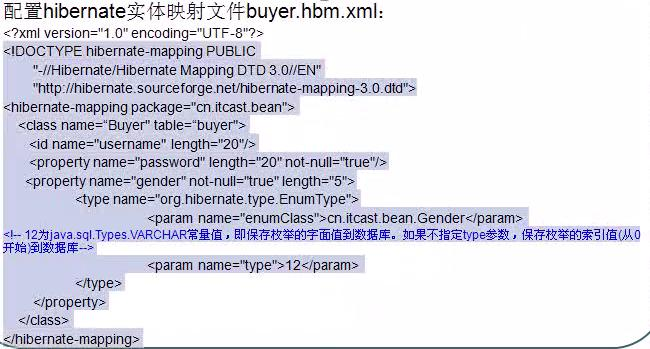 配置hibernate实体映射文件buyer.hbm.xml：
<?xml version="1.0" encoding="UTF-8"?>
<!DOCTYPE hibernate-mapping PUBLIC
"-//Hibernate/Hibernate Mapping DTD 3.0//EN"
"http://hibernate.sourceforge.net/hibernate-mapping-3.0.dtd">
<hibernate-mapping package="cn.itcast.bean">
<class name=“Buyer" table=“buyer">
<id name="username" length="20"/>
<property name="password" length="20" not-null="true"/>
<property name="gender" not-null="true" length="5">
<type name="org.hibernate.type.EnumType">
<param name="enumClass">cn.itcast.bean.Gender</param>
<!-- 12为java.sql.Types.VARCHAR常量值，即保存枚举的字面值到数据库。如果不指定type参数，保存枚举的索引值(从0
开始)到数据库-->
<param name="type">12</param>
</type>
</property>
</class>
</hibernate-mapping>